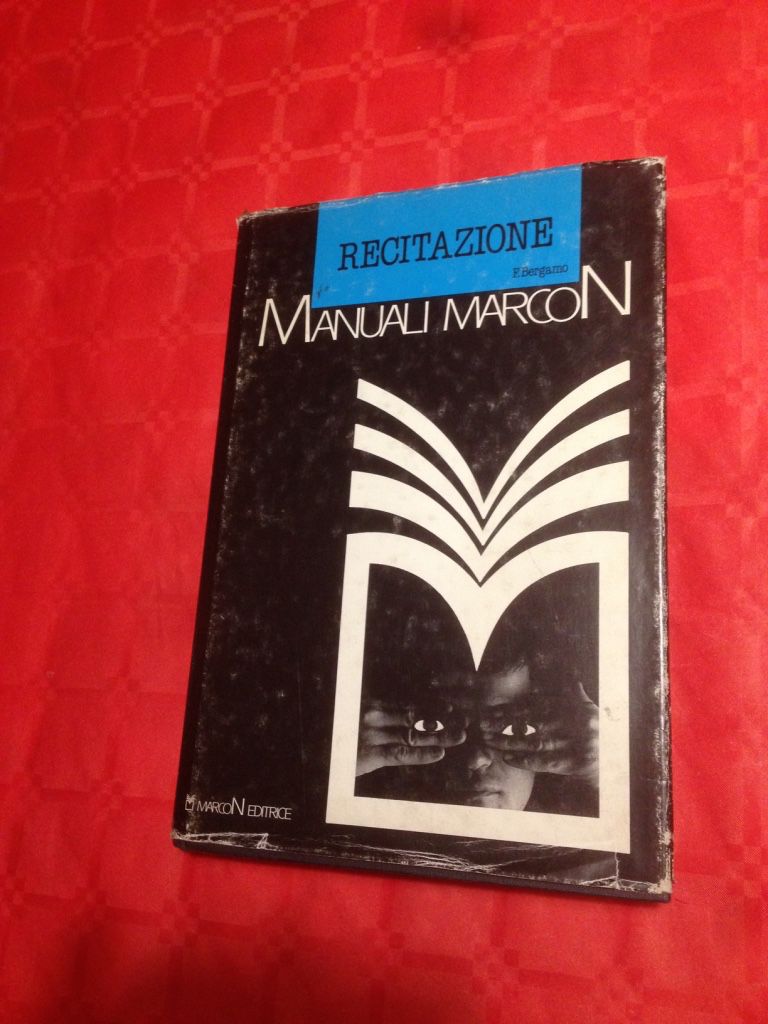 RECITAZIONE
F. Bergamo
MANUALI MARCON
MARCON EDITRICE